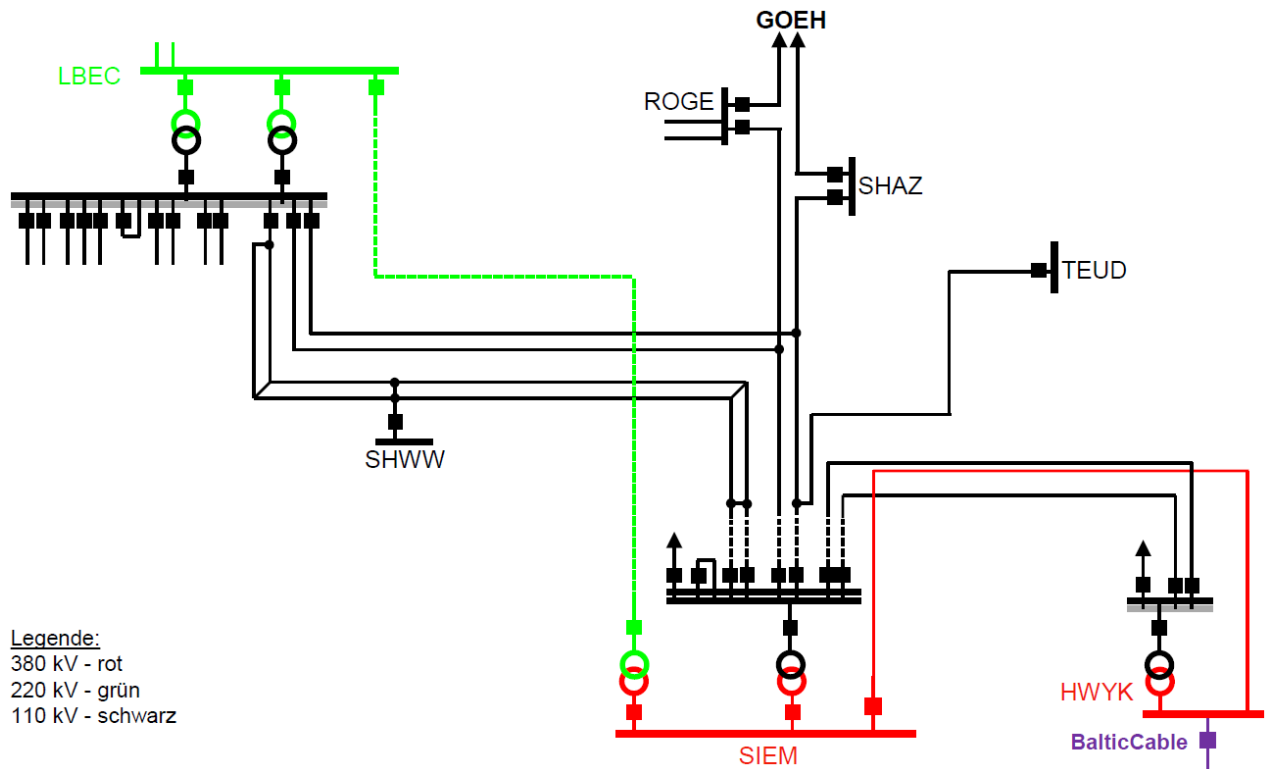 GOEH
LBEC
ROGE
SHAZ
TEUD
SHWW
Legende:
380 kV - rot
220 kV - grün
110 kV - schwarz
HWYK
BalticCable
SIEM